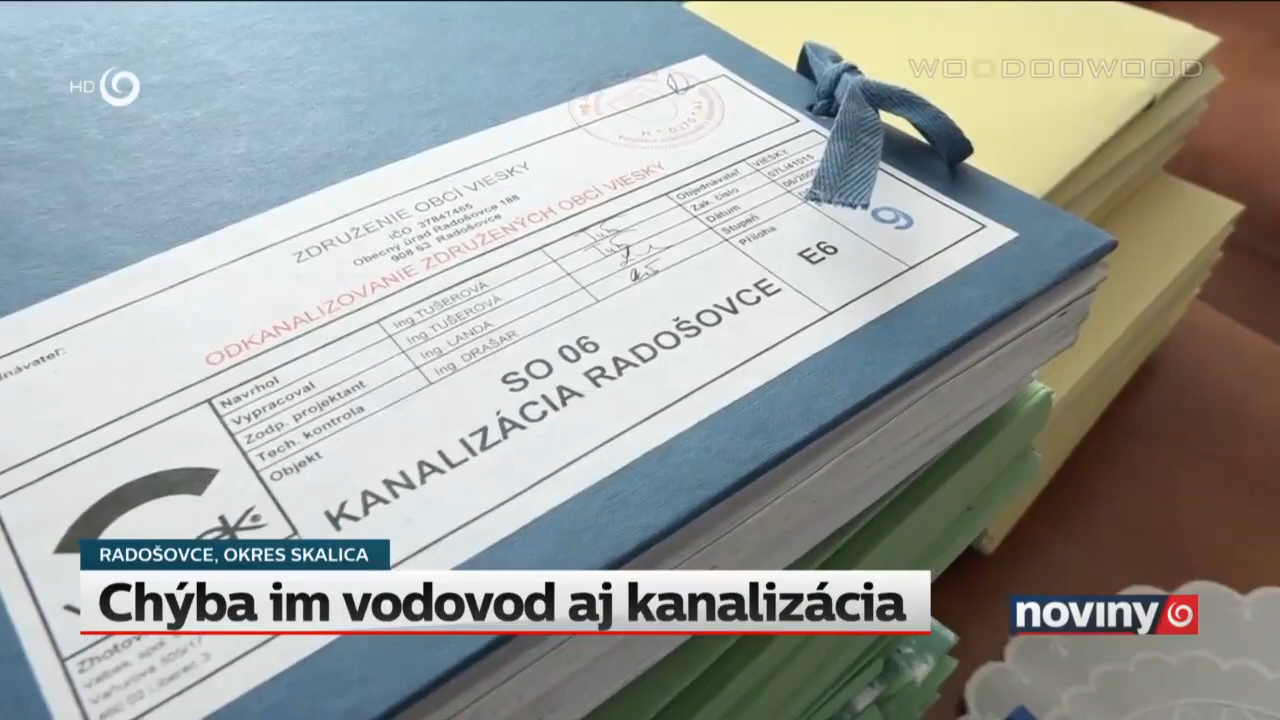 HD
WOODOOWOOD
ZDRUŽENIE OBCÍ VIESKY
IČO 37847465
Obecný úrad Radošovce 188
908 63 Radošovce
ODKANALIZOVANIE ZDRUŽENÝCH OBCÍ VIESKY
Navrhol Ing TUŠEROVÁ
Vypracoval Ing. TUŠEROVÁ
Zodp. projektant Ing. LANDA
Tech. kontrola Ing. DRAŠAR
Objekt
Objednávateľ VIESKY
Zak. číslo
Dátum
Stupeň
Príloha
SO 06
KANALIZÁCIA RADOŠOVCE
E6
9
RADOŠOVCE, OKRES SKALICA
Chýba im vodovod aj kanalizácia
noviny